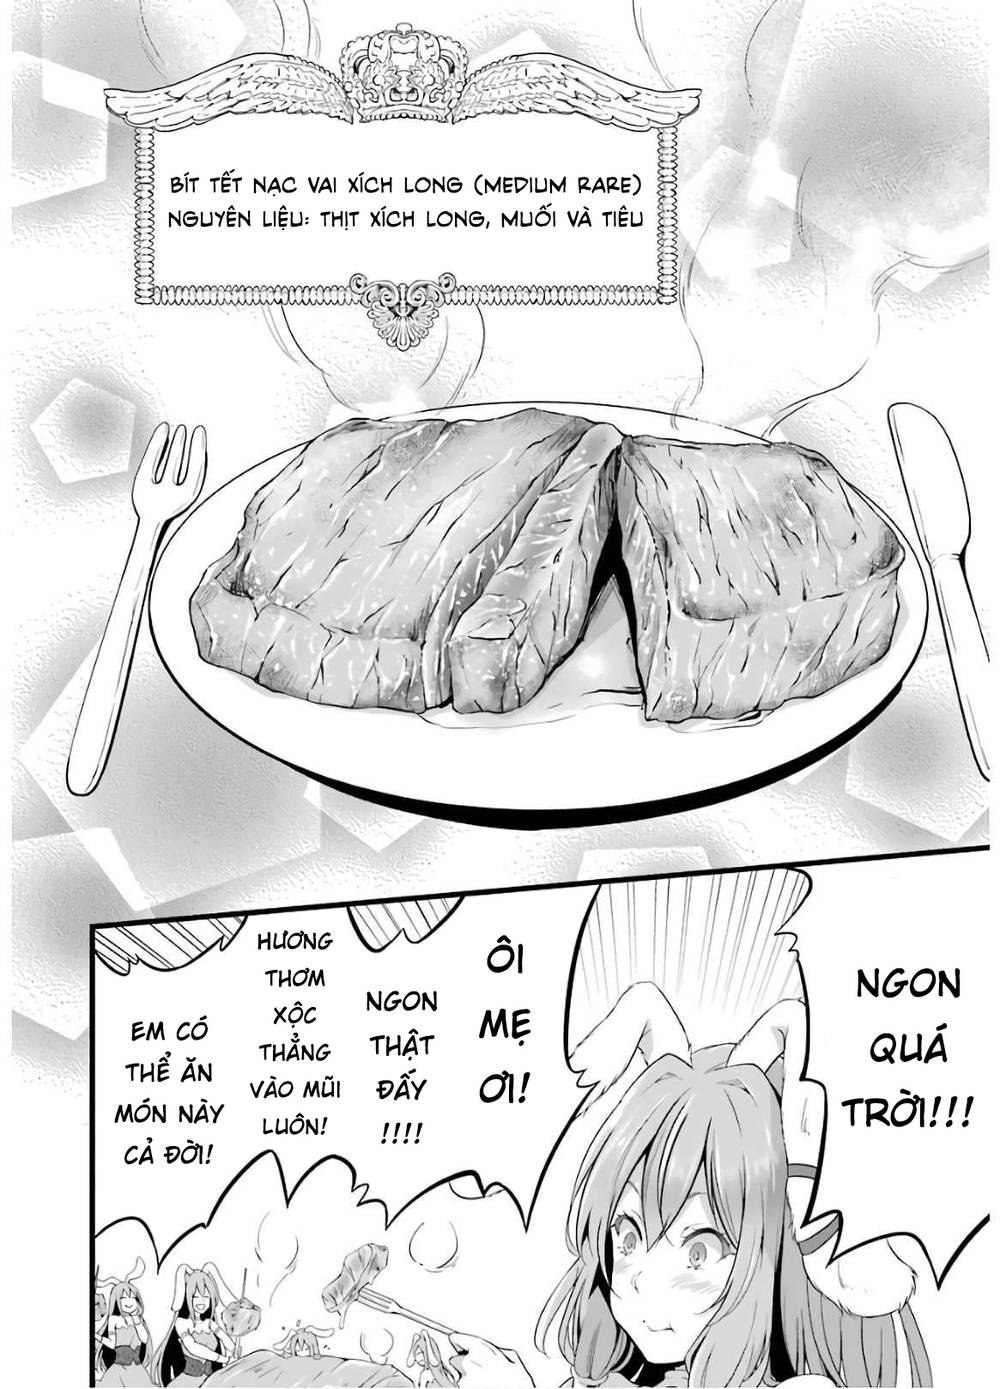 BÍT TẾT NẠC VAI XÍCH LONG (MEDIUM RARE)
NGUYÊN LIỆU: THỊT XÍCH LONG, MUỐI VÀ TIÊU
NGON
QUÁ
TRỜI!!!
ÔI
MẸ
ƠI!
NGON
THẬT
ĐẤY
!!!!
HƯƠNG
THƠM
XỘC
THẲNG
VÀO MŨI
LUÔN!
EM CÓ
THỂ ĂN
MÓN NÀY
CẢ ĐỜI!